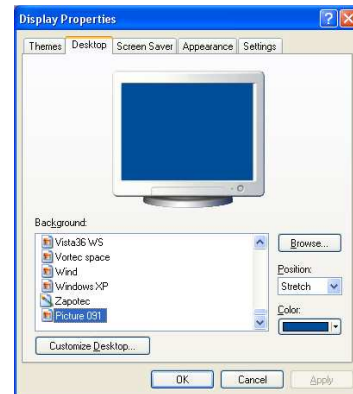 Display Properties
Themes Desktop Screen Saver Appearance Settings
Background:
Vista36 WS
Vortec space
Wind
Windows XP
Zapotec
Picture 091
Browse...
Position:
Stretch
Color:
Customize Desktop...
OK Cancel Apply